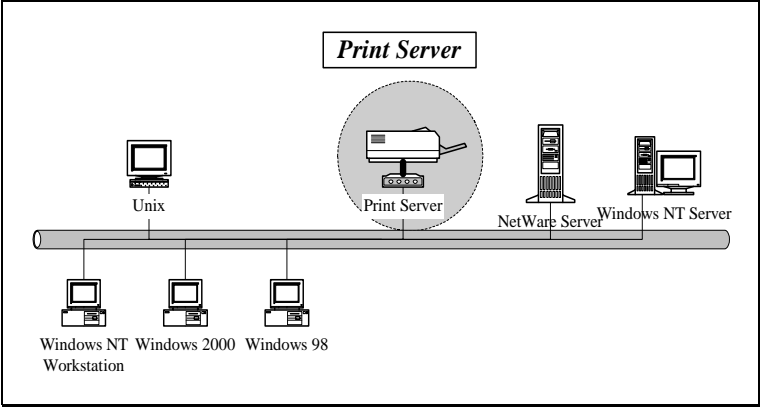 Print Server
Unix
Print Server
NetWare Server
Windows NT Server
Windows NT
Workstation
Windows 2000
Windows 98